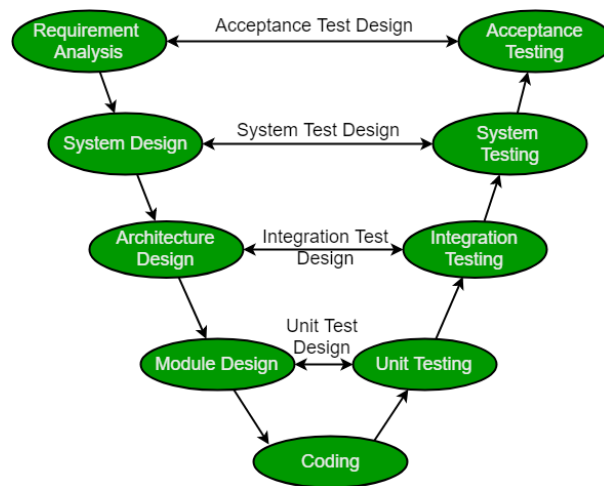 Requirement
Analysis
Acceptance Test Design
Acceptance
Testing
System Design
System Test Design
System
Testing
Architecture
Design
Integration Test
Design
Integration
Testing
Module Design
Unit Test
Design
Unit Testing
Coding